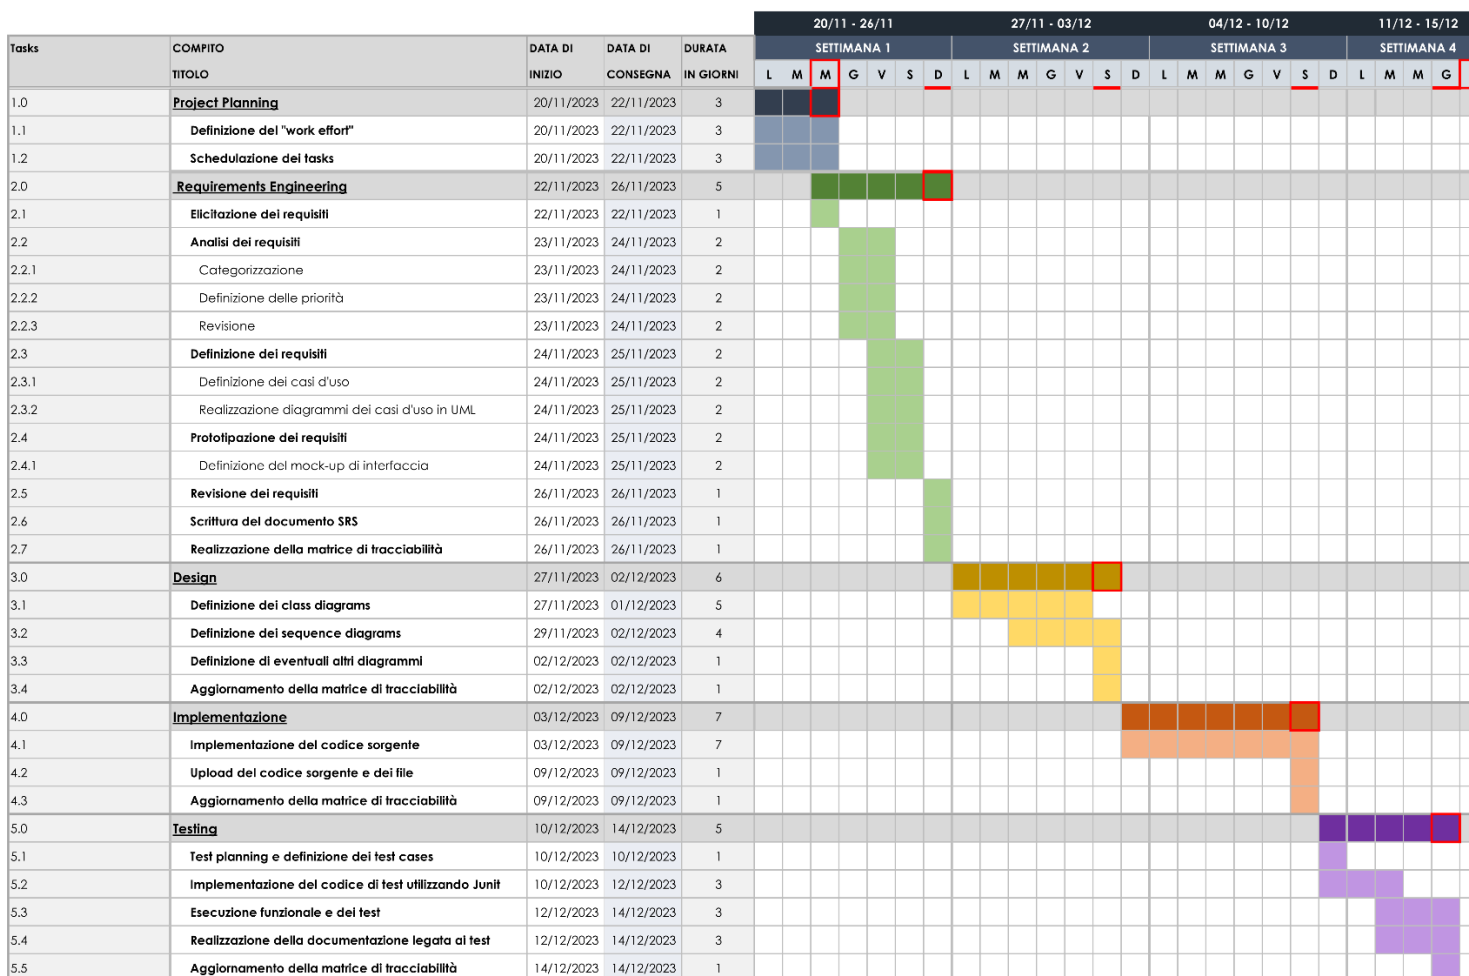 20/11 - 26/11 27/11 - 03/12 04/12 - 10/12 11/12 - 15/12
Tasks COMPITO DATA DI DATA DI DURATA SETTIMANA 1 SETTIMANA 2 SETTIMANA 3 SETTIMANA 4
TITOLO INIZIO CONSEGNA IN GIORNI L M M G V S D L M M G V S D L M M G V S D L M M G
1.0 Project Planning 20/11/2023 22/11/2023 3
1.1 Definizione del "work effort" 20/11/2023 22/11/2023 3
1.2 Schedulazione dei tasks 20/11/2023 22/11/2023 3
2.0 Requirements Engineering 22/11/2023 26/11/2023 5
2.1 Elicitazione dei requisiti 22/11/2023 22/11/2023 1
2.2 Analisi dei requisiti 23/11/2023 24/11/2023 2
2.2.1 Categorizzazione 23/11/2023 24/11/2023 2
2.2.2 Definizione delle priorità 23/11/2023 24/11/2023 2
2.2.3 Revisione 23/11/2023 24/11/2023 2
2.3 Definizione dei requisiti 24/11/2023 25/11/2023 2
2.3.1 Definizione dei casi d'uso 24/11/2023 25/11/2023 2
2.3.2 Realizzazione diagrammi dei casi d'uso in UML 24/11/2023 25/11/2023 2
2.4 Prototipazione dei requisiti 24/11/2023 25/11/2023 2
2.4.1 Definizione del mock-up di interfaccia 24/11/2023 25/11/2023 2
2.5 Revisione dei requisiti 26/11/2023 26/11/2023 1
2.6 Scrittura del documento SRS 26/11/2023 26/11/2023 1
2.7 Realizzazione della matrice di tracciabilità 26/11/2023 26/11/2023 1
3.0 Design 27/11/2023 02/12/2023 6
3.1 Definizione dei class diagrams 27/11/2023 01/12/2023 5
3.2 Definizione dei sequence diagrams 29/11/2023 02/12/2023 4
3.3 Definizione di eventuali altri diagrammi 02/12/2023 02/12/2023 1
3.4 Aggiornamento della matrice di tracciabilità 02/12/2023 02/12/2023 1
4.0 Implementazione 03/12/2023 09/12/2023 7
4.1 Implementazione del codice sorgente 03/12/2023 09/12/2023 7
4.2 Upload del codice sorgente e dei file 09/12/2023 09/12/2023 1
4.3 Aggiornamento della matrice di tracciabilità 09/12/2023 09/12/2023 1
5.0 Testing 10/12/2023 14/12/2023 5
5.1 Test planning e definizione dei test cases 10/12/2023 10/12/2023 1
5.2 Implementazione del codice di test utilizzando Junit 10/12/2023 12/12/2023 3
5.3 Esecuzione funzionale e dei test 12/12/2023 14/12/2023 3
5.4 Realizzazione della documentazione legata ai test 12/12/2023 14/12/2023 3
5.5 Aggiornamento della matrice di tracciabilità 14/12/2023 14/12/2023 1